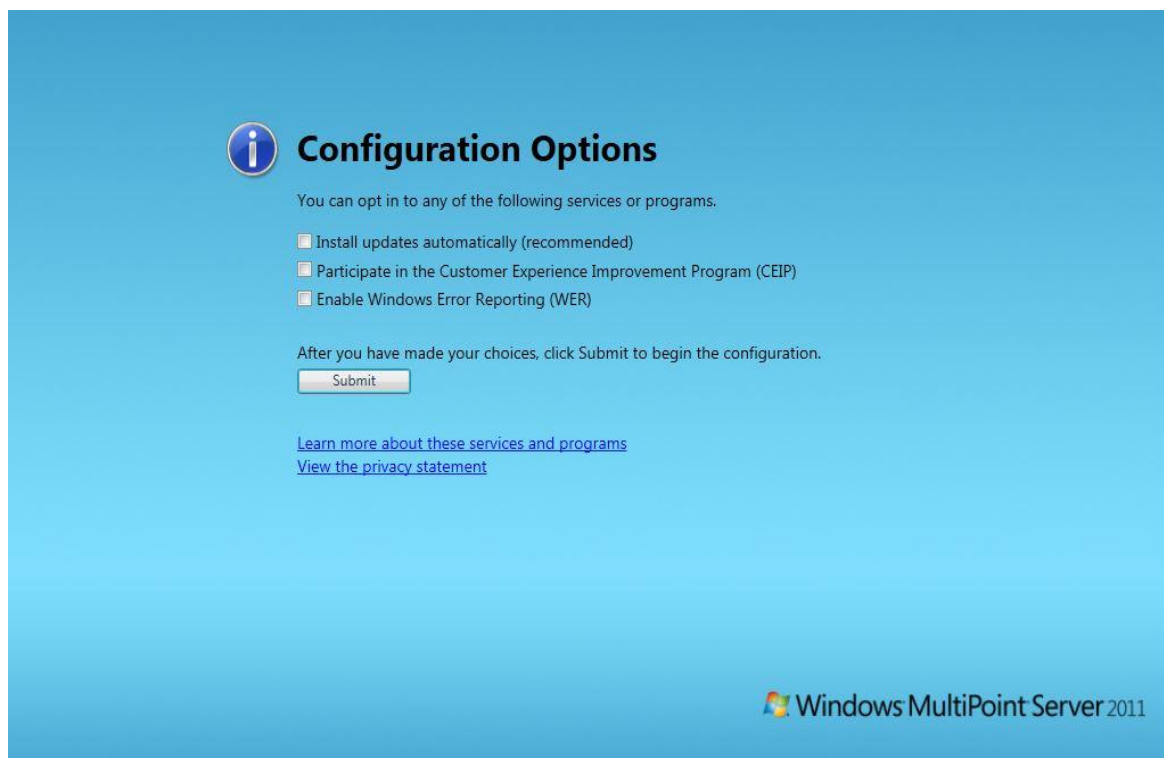 Configuration Options
You can opt in to any of the following services or programs.
Install updates automatically (recommended)
Participate in the Customer Experience Improvement Program (CEIP)
Enable Windows Error Reporting (WER)
After you have made your choices, click Submit to begin the configuration.
Submit
Learn more about these services and programs
View the privacy statement
Windows MultiPoint Server 2011